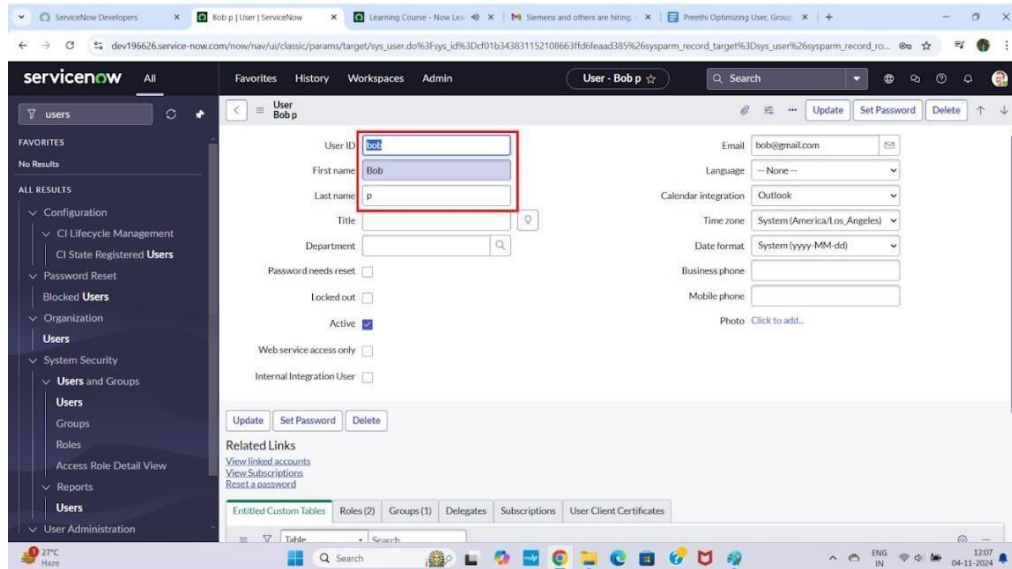 ServiceNow Developers
Bob p | User | ServiceNow
Learning Course - Now Lea
Siemens and others are hiring.
Preethi Optimizing User, Group
dev196626.service-now.com/now/nav/ui/classic/params/target/sys_user.do%3Fsys_id%3Dcf01b343831152108663ffd6feaad385%26sysparm_record_target%3Dsys_user%26sysparm_record_ro...
servicenow All Favorites History Workspaces Admin User - Bob p Search
users
User
Bob p
Update Set Password Delete
FAVORITES
No Results
ALL RESULTS
Configuration
CI Lifecycle Management
CI State Registered Users
Password Reset
Blocked Users
Organization
Users
System Security
Users and Groups
Users
Groups
Roles
Access Role Detail View
Reports
Users
User Administration
User ID bob
First name Bob
Last name p
Title
Department
Password needs reset
Locked out
Active
Web service access only
Internal Integration User
Email bob@gmail.com
Language -- None --
Calendar integration Outlook
Time zone System (America/Los_Angeles)
Date format System (yyyy-MM-dd)
Business phone
Mobile phone
Photo Click to add...
Update Set Password Delete
Related Links
View linked accounts
View Subscriptions
Reset a password
Entitled Custom Tables Roles (2) Groups (1) Delegates Subscriptions User Client Certificates
Table Search
27°C
Haze
Search
ENG
IN
12:07
04-11-2024